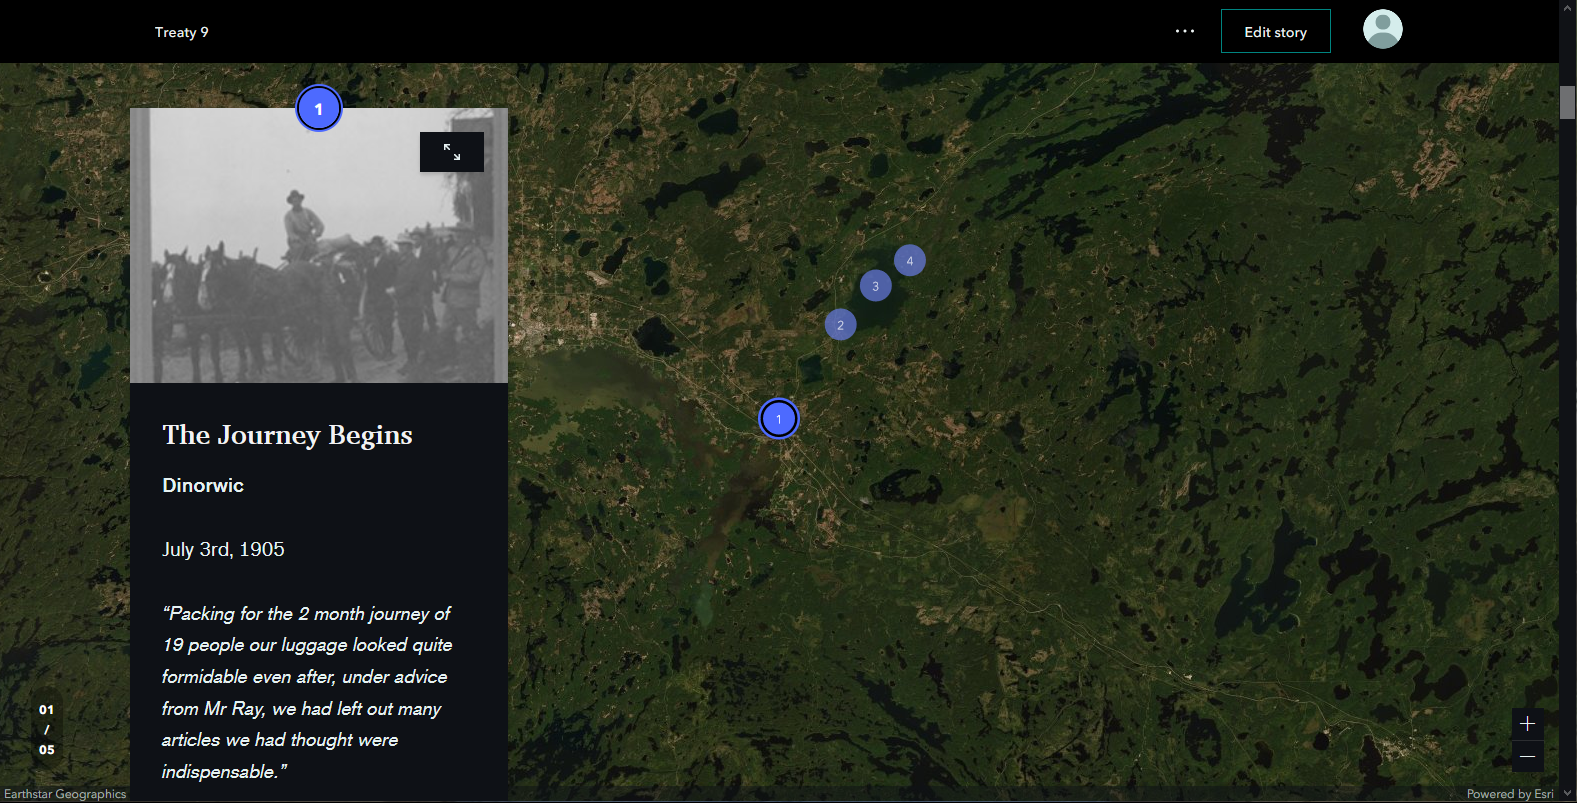 Treaty 9
Edit story
1
4
3
2
1
The Journey Begins
Dinorwic
July 3rd, 1905
“Packing for the 2 month journey of
19 people our luggage looked quite
formidable even after, under advice
from Mr Ray, we had left out many
articles we had thought were
indispensable.”
01
/
05
Earthstar Geographics
Powered by Esri